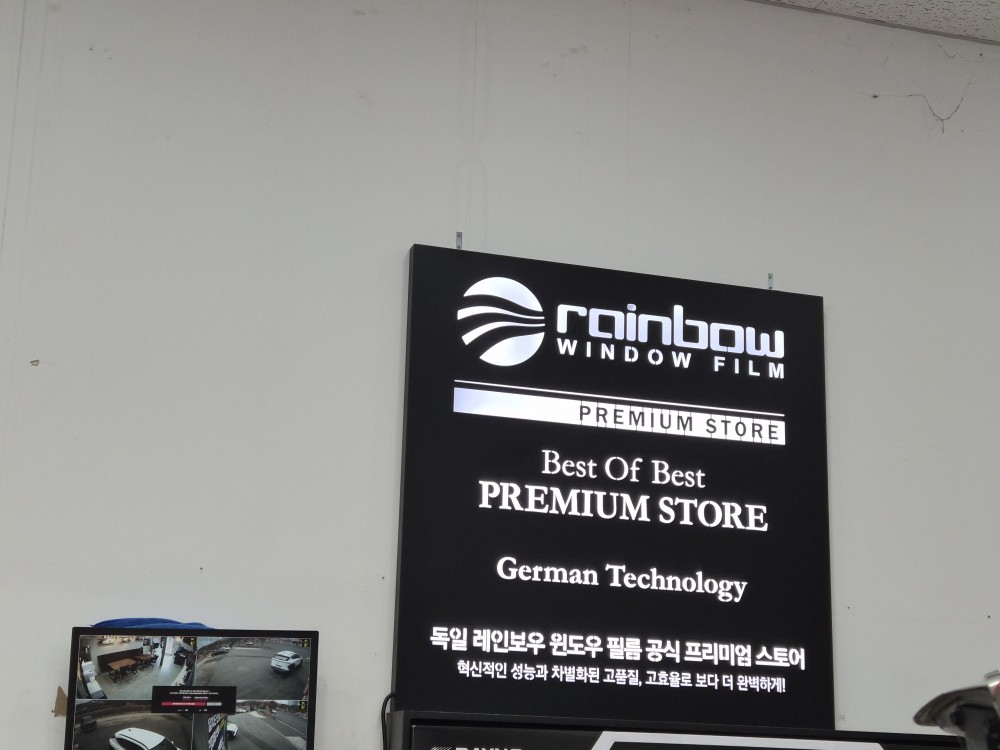 rainbow
WINDOW FILM
PREMIUM STORE
Best Of Best
PREMIUM STORE
German Technology
독일 레인보우 윈도우 필름 공식 프리미엄 스토어
혁신적인 성능과 차별화된 고품질, 고효율로 보다 더 완벽하게!